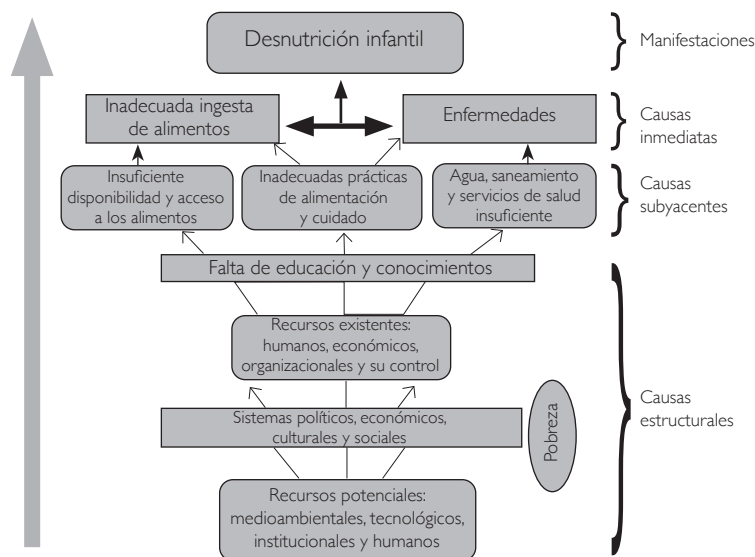 Desnutrición infantil
Manifestaciones
Inadecuada ingesta
de alimentos
Enfermedades
Causas
inmediatas
Insuficiente
disponibilidad y acceso
a los alimentos
Inadecuadas prácticas
de alimentación
y cuidado
Agua, saneamiento
y servicios de salud
insuficiente
Causas
subyacentes
Falta de educación y conocimientos
Recursos existentes:
humanos, económicos,
organizacionales y su control
Sistemas políticos, económicos,
culturales y sociales
Pobreza
Causas
estructurales
Recursos potenciales:
medioambientales, tecnológicos,
institucionales y humanos